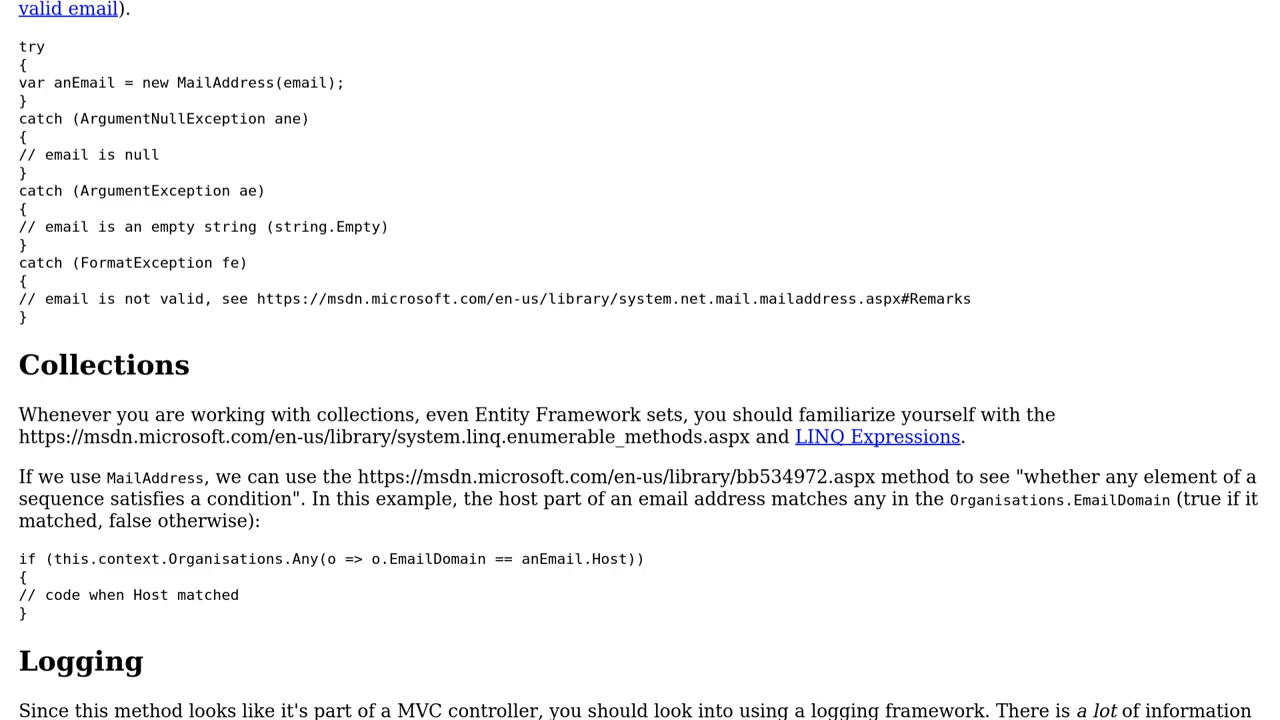 valid email).
try
{
var anEmail = new MailAddress(email);
}
catch (ArgumentNullException ane)
{
// email is null
}
catch (ArgumentException ae)
{
// email is an empty string (string.Empty)
}
catch (FormatException fe)
{
// email is not valid, see https://msdn.microsoft.com/en-us/library/system.net.mail.mailaddress.aspx#Remarks
}
Collections
Whenever you are working with collections, even Entity Framework sets, you should familiarize yourself with the
https://msdn.microsoft.com/en-us/library/system.linq.enumerable_methods.aspx and LINQ Expressions.
If we use MailAddress, we can use the https://msdn.microsoft.com/en-us/library/bb534972.aspx method to see "whether any element of a
sequence satisfies a condition". In this example, the host part of an email address matches any in the Organisations.EmailDomain (true if it
matched, false otherwise):
if (this.context.Organisations.Any(o => o.EmailDomain == anEmail.Host))
{
// code when Host matched
}
Logging
Since this method looks like it's part of a MVC controller, you should look into using a logging framework. There is a lot of information